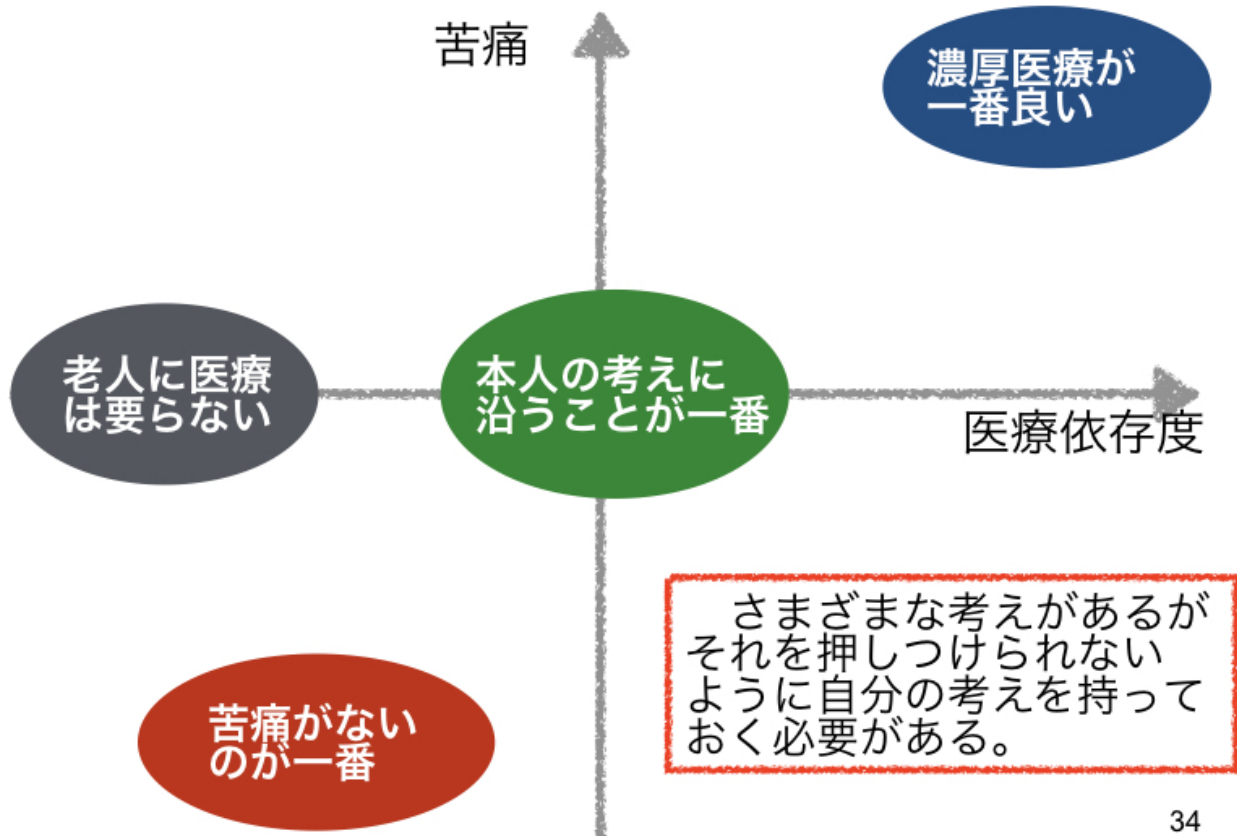 苦痛
濃厚医療が
一番良い
老人に医療
は要らない
本人の考えに
沿うことが一番
医療依存度
さまざまな考えがあるが
それを押しつけられない
ように自分の考えを持って
おく必要がある。
苦痛がない
のが一番
34